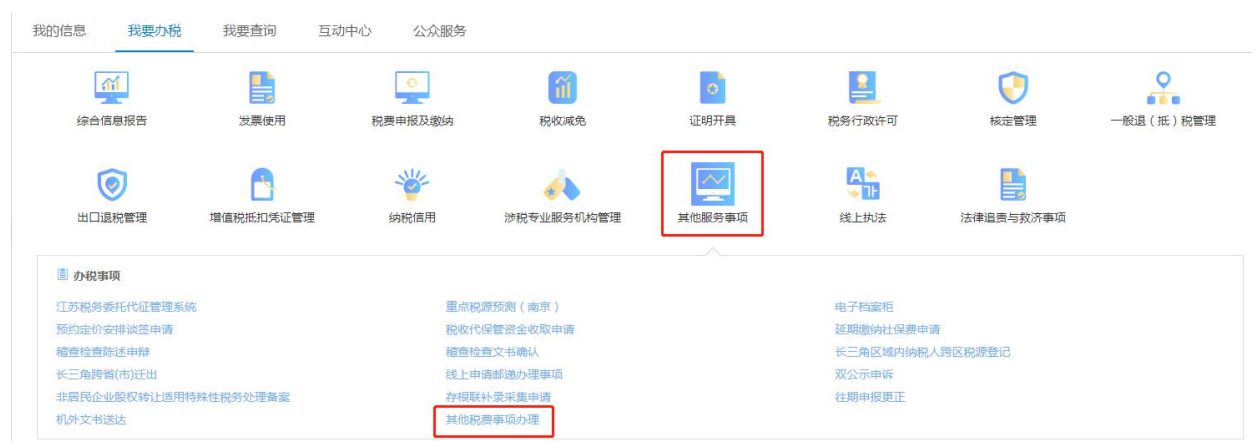 我的信息 我要办税 我要查询 互动中心 公众服务
综合信息报告 发票使用 税费申报及缴纳 税收减免 证明开具 税务行政许可 核定管理 一般退（抵）税管理
出口退税管理 增值税抵扣凭证管理 纳税信用 涉税专业服务机构管理 其他服务事项 线上执法 法律追责与救济事项
办税事项
江苏税务委托代征管理系统 重点税源预测（南京） 电子档案柜
预约定价安排谈签申请 税收代保管资金收取申请 延期缴纳社保费申请
稽查检查陈述申辩 稽查检查文书确认 长三角区域内纳税人跨区税源登记
长三角跨省(市)迁出 线上申请邮递办理事项 双公示申诉
非居民企业股权转让适用特殊性税务处理备案 存根联补录采集申请 往期申报更正
机外文书送达 其他税费事项办理